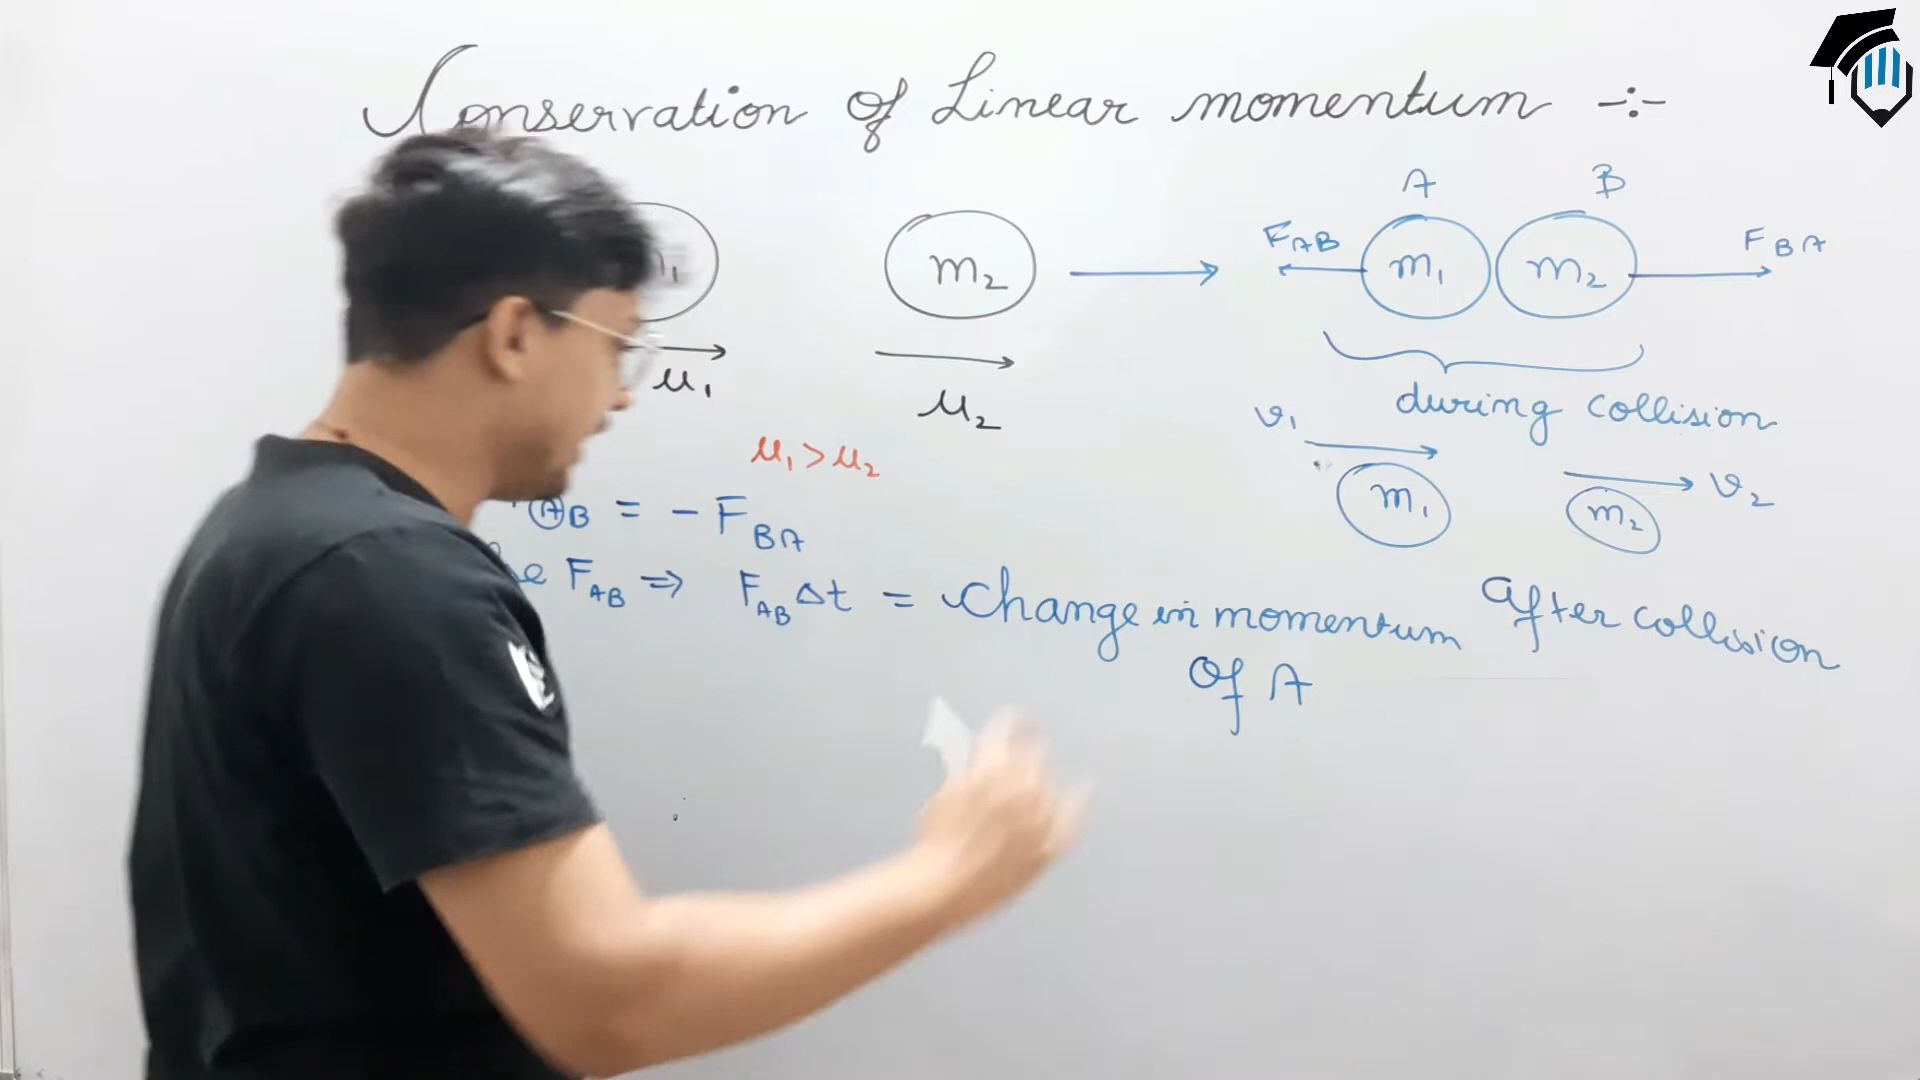 Conservation of Linear momentum -:-
A B
m₂
F_AB m₁ m₂ F_BA
u₁
u₂
during collision
v₁
v₂
u₁ > u₂
m₁ m₂
AB = - F_BA
F_AB ⇒ F_AB Δt = Change in momentum
of A
After collision